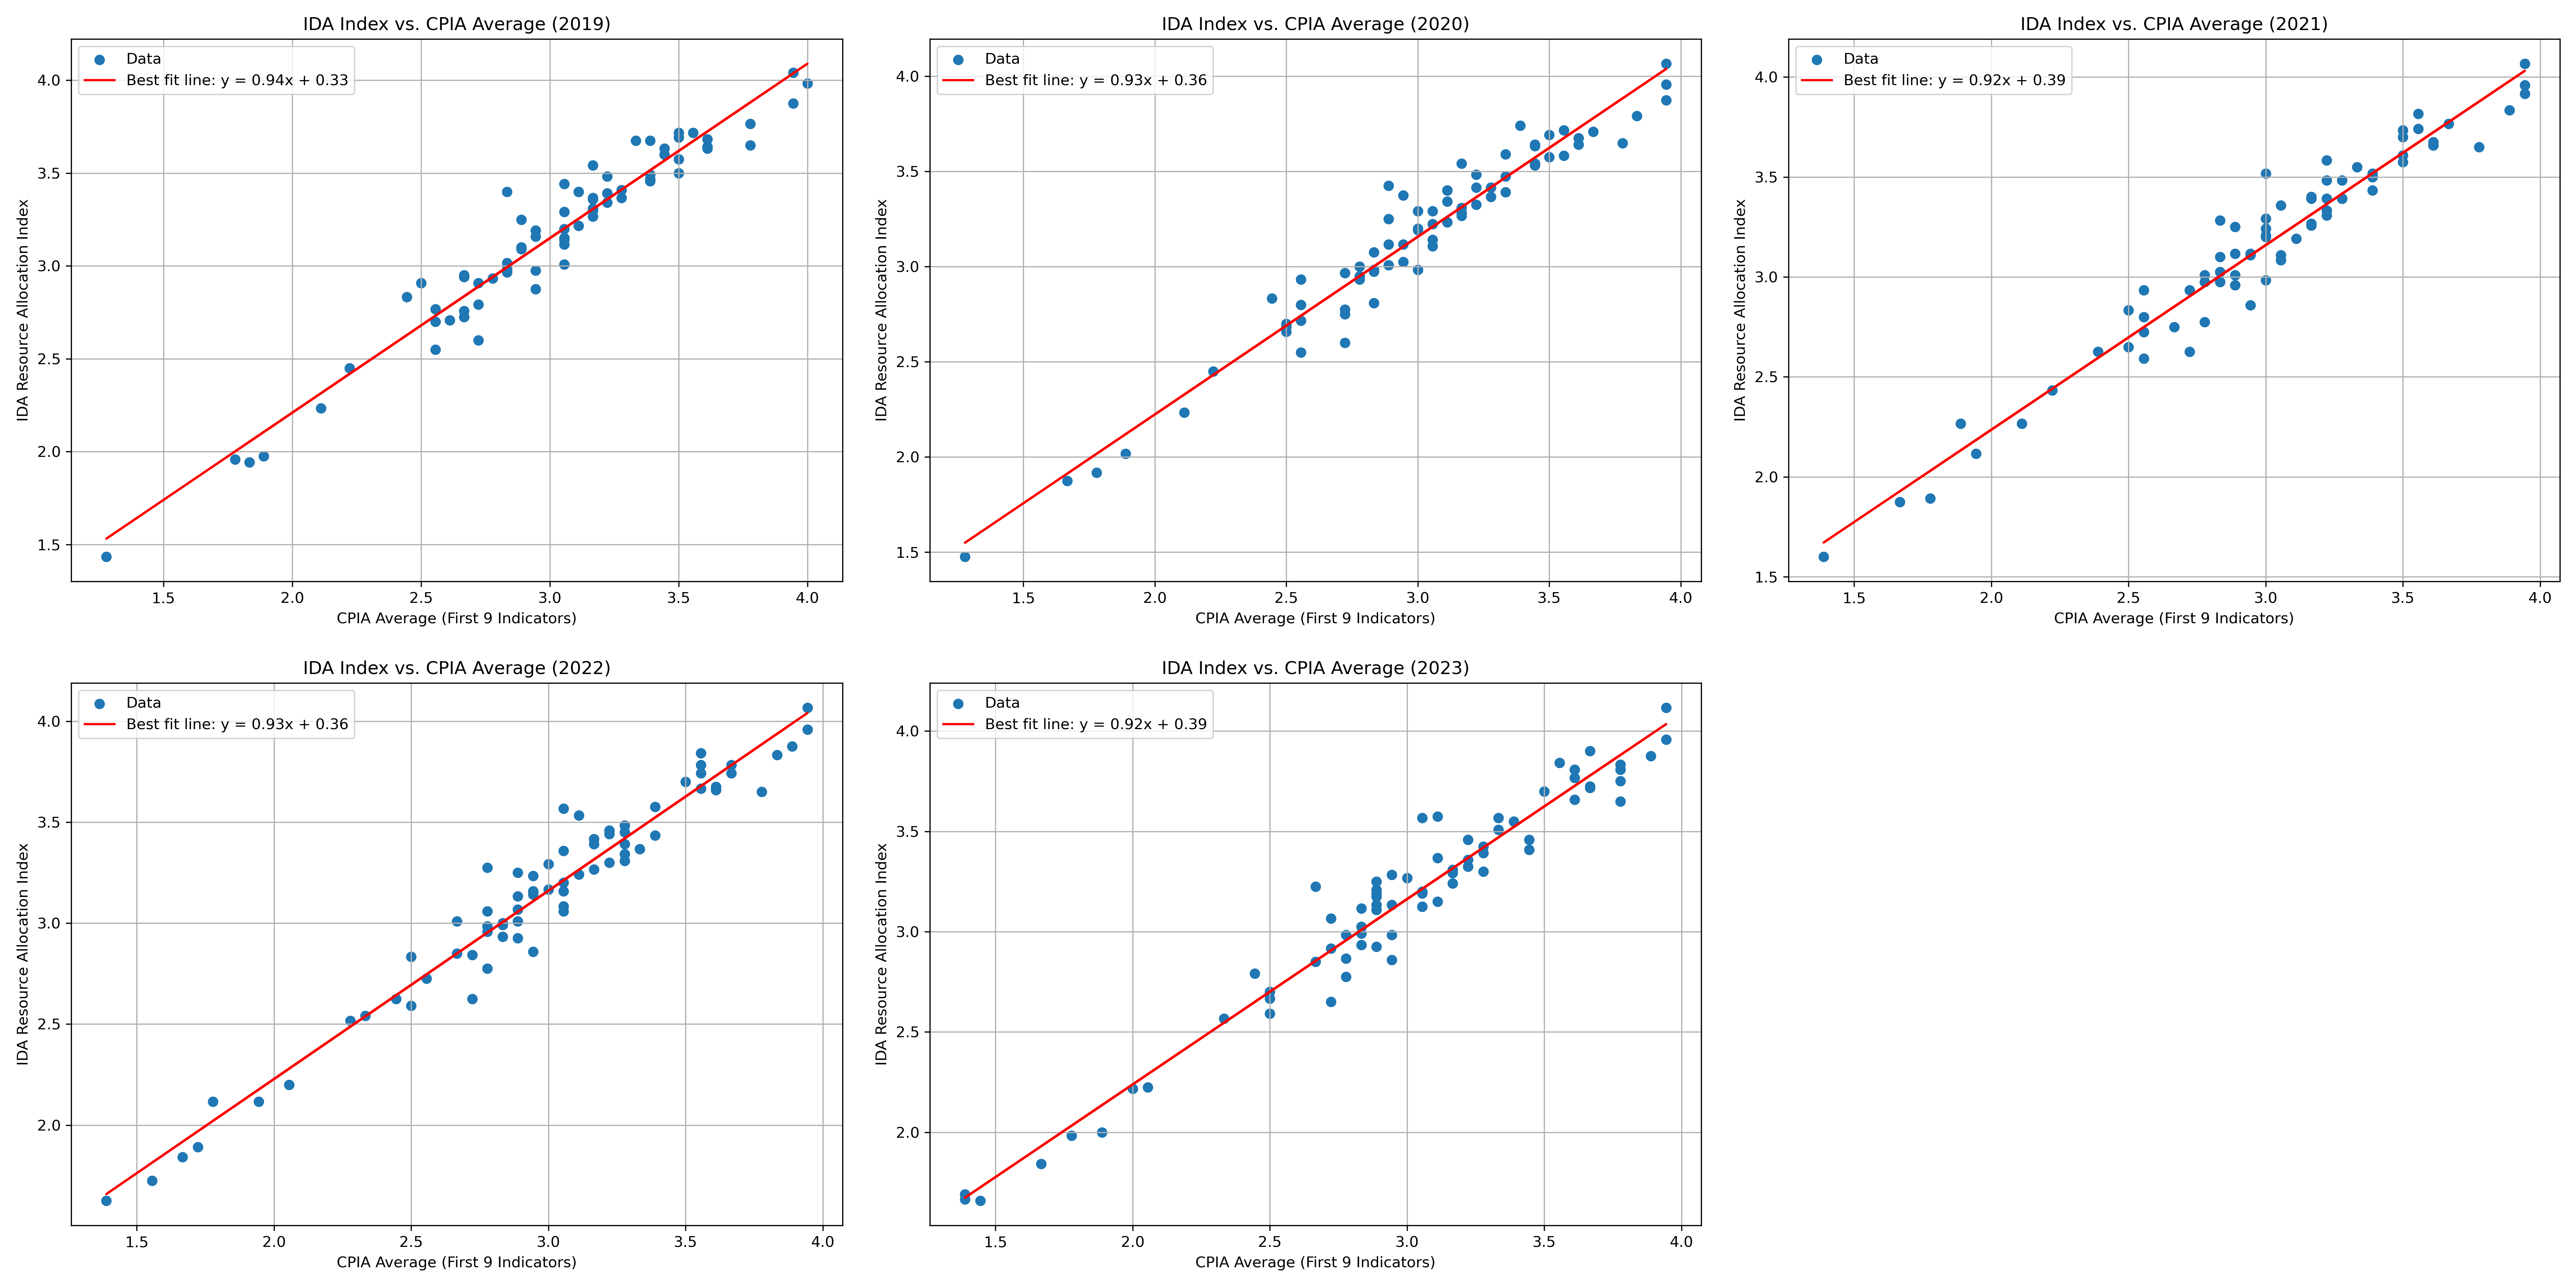 IDA Index vs. CPIA Average (2019)
Data
Best fit line: y = 0.94x + 0.33
4.0
3.5
3.0
2.5
2.0
1.5
IDA Resource Allocation Index
1.5 2.0 2.5 3.0 3.5 4.0
CPIA Average (First 9 Indicators)
IDA Index vs. CPIA Average (2020)
Data
Best fit line: y = 0.93x + 0.36
4.0
3.5
3.0
2.5
2.0
1.5
IDA Resource Allocation Index
1.5 2.0 2.5 3.0 3.5 4.0
CPIA Average (First 9 Indicators)
IDA Index vs. CPIA Average (2021)
Data
Best fit line: y = 0.92x + 0.39
4.0
3.5
3.0
2.5
2.0
1.5
IDA Resource Allocation Index
1.5 2.0 2.5 3.0 3.5 4.0
CPIA Average (First 9 Indicators)
IDA Index vs. CPIA Average (2022)
Data
Best fit line: y = 0.93x + 0.36
4.0
3.5
3.0
2.5
2.0
IDA Resource Allocation Index
1.5 2.0 2.5 3.0 3.5 4.0
CPIA Average (First 9 Indicators)
IDA Index vs. CPIA Average (2023)
Data
Best fit line: y = 0.92x + 0.39
4.0
3.5
3.0
2.5
2.0
IDA Resource Allocation Index
1.5 2.0 2.5 3.0 3.5 4.0
CPIA Average (First 9 Indicators)